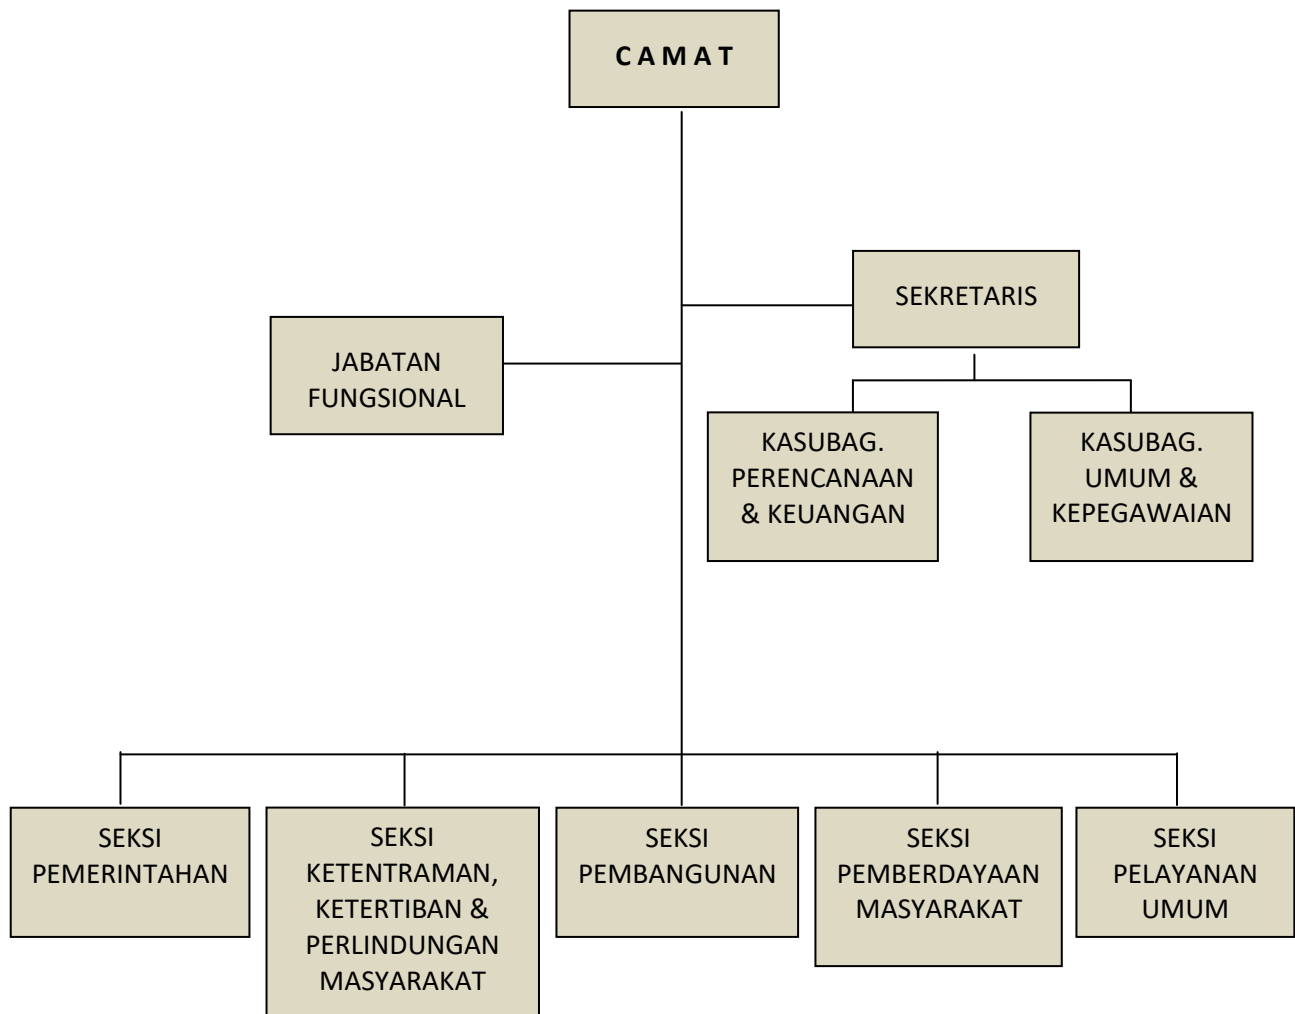 C A M A T
SEKRETARIS
JABATAN
FUNGSIONAL
KASUBAG.
PERENCANAAN
& KEUANGAN
KASUBAG.
UMUM &
KEPEGAWAIAN
SEKSI
PEMERINTAHAN
SEKSI
KETENTRAMAN,
KETERTIBAN &
PERLINDUNGAN
MASYARAKAT
SEKSI
PEMBANGUNAN
SEKSI
PEMBERDAYAAN
MASYARAKAT
SEKSI
PELAYANAN
UMUM